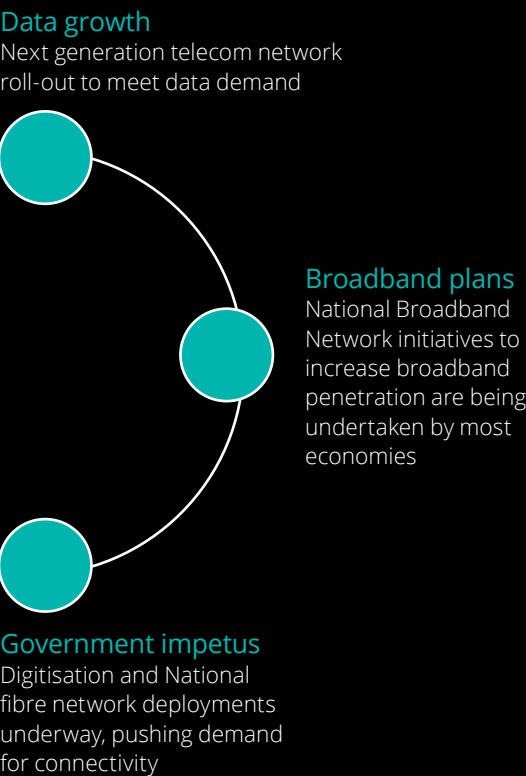 Data growth
Next generation telecom network
roll-out to meet data demand
Broadband plans
National Broadband
Network initiatives to
increase broadband
penetration are being
undertaken by most
economies
Government impetus
Digitisation and National
fibre network deployments
underway, pushing demand
for connectivity